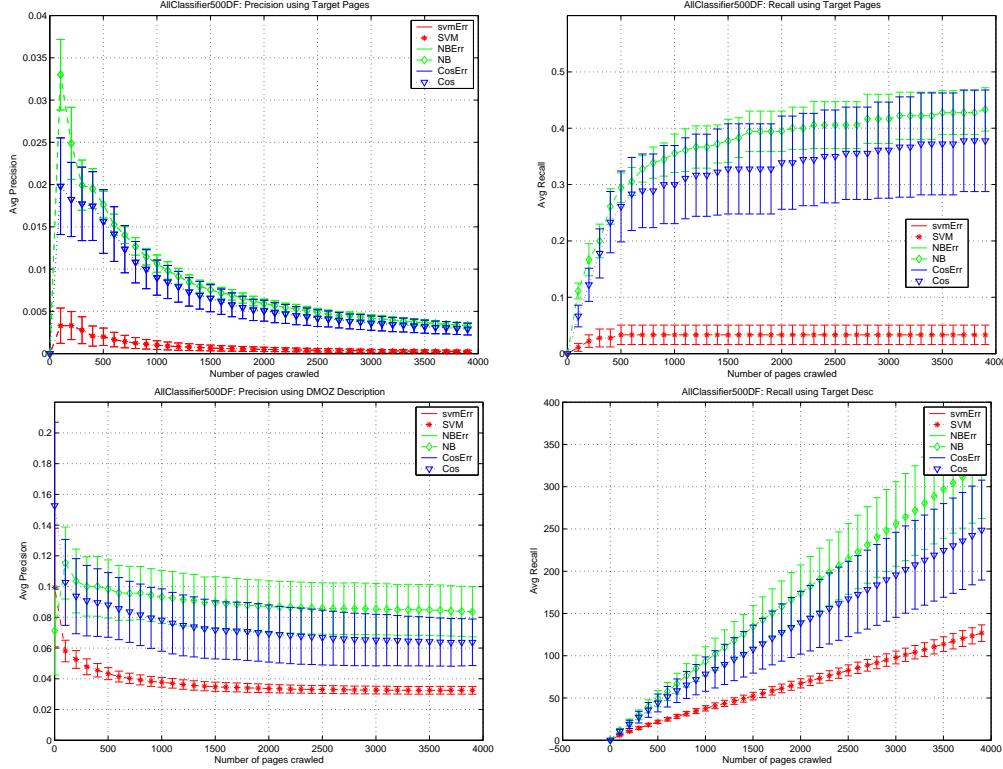 AllClassifier500DF: Precision using Target Pages
0.04
0.035
0.03
0.025
0.02
0.015
0.01
0.005
0
Avg Precision
svmErr
SVM
NBErr
NB
CosErr
Cos
0 500 1000 1500 2000 2500 3000 3500 4000
Number of pages crawled
AllClassifier500DF: Recall using Target Pages
0.5
0.4
0.3
0.2
0.1
0
Avg Recall
svmErr
SVM
NBErr
NB
CosErr
Cos
0 500 1000 1500 2000 2500 3000 3500 4000
Number of pages crawled
AllClassifier500DF: Precision using DMOZ Description
0.2
0.18
0.16
0.14
0.12
0.1
0.08
0.06
0.04
0.02
0
Avg Precision
svmErr
SVM
NBErr
NB
CosErr
Cos
0 500 1000 1500 2000 2500 3000 3500 4000
Number of pages crawled
AllClassifier500DF: Recall using Target Desc
400
350
300
250
200
150
100
50
0
Avg Recall
svmErr
SVM
NBErr
NB
CosErr
Cos
−500 0 500 1000 1500 2000 2500 3000 3500 4000
Number of pages crawled